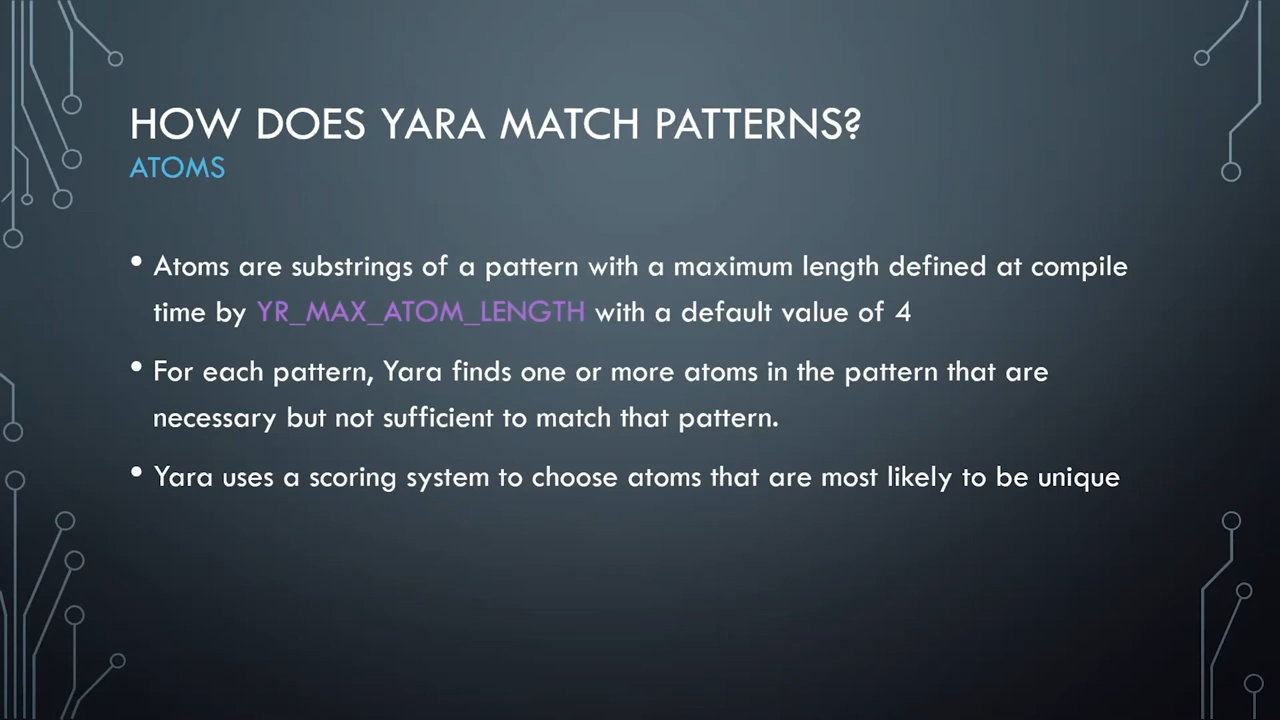 HOW DOES YARA MATCH PATTERNS?
ATOMS
• Atoms are substrings of a pattern with a maximum length defined at compile
time by YR_MAX_ATOM_LENGTH with a default value of 4
• For each pattern, Yara finds one or more atoms in the pattern that are
necessary but not sufficient to match that pattern.
• Yara uses a scoring system to choose atoms that are most likely to be unique